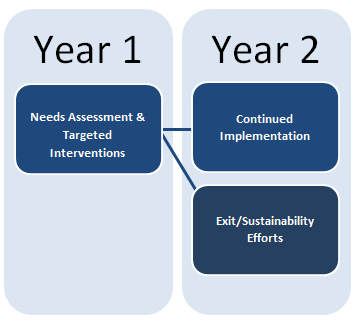 Year 1
Needs Assessment &
Targeted
Interventions
Year 2
Continued
Implementation
Exit/Sustainability
Efforts